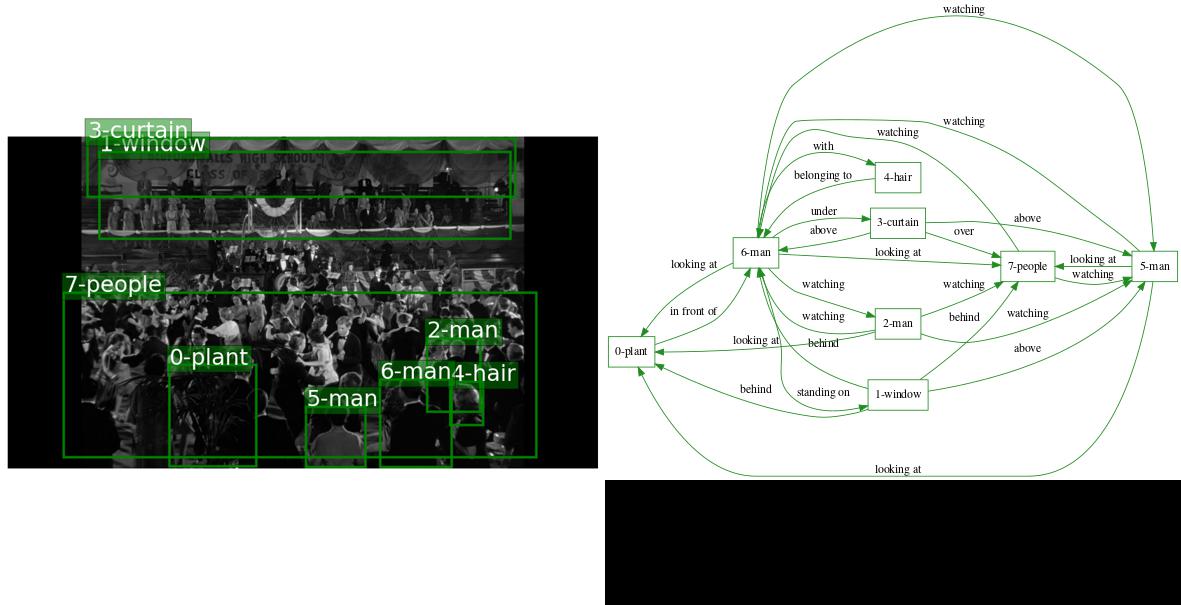 3-curtain
1-window
HIGH SCHOOL
CLASS OF
7-people
2-man
0-plant
6-man
4-hair
5-man
watching
watching
watching
with
belonging to
4-hair
under
3-curtain
above
above
over
6-man
looking at
looking at
7-people
looking at
5-man
watching
looking at
watching
watching
in front of
watching
2-man
behind
watching
0-plant
looking at
behind
above
behind
standing on
1-window
looking at